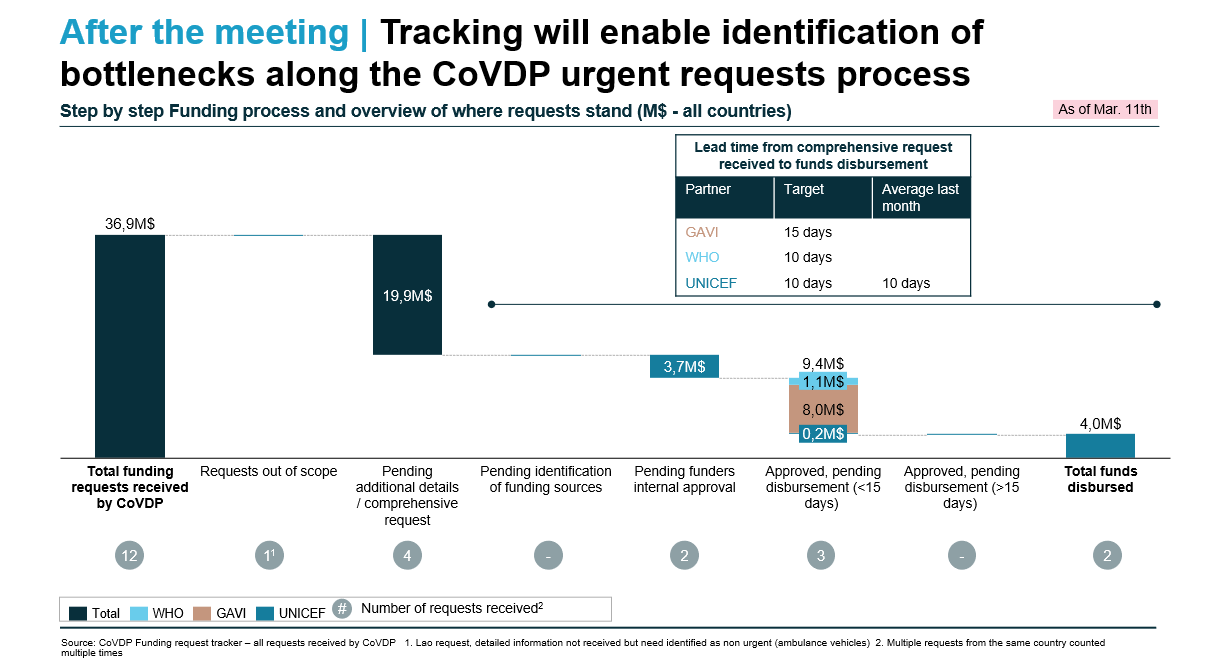 After the meeting | Tracking will enable identification of
bottlenecks along the CoVDP urgent requests process
Step by step Funding process and overview of where requests stand (M$ - all countries)
As of Mar. 11th
Lead time from comprehensive request
received to funds disbursement
Partner Target Average last
month
GAVI 15 days
WHO 10 days
UNICEF 10 days 10 days
36,9M$
19,9M$
3,7M$
9,4M$
1,1M$
8,0M$
0,2M$
4,0M$
Total funding
requests received
by CoVDP
Requests out of scope
Pending
additional details
/ comprehensive
request
Pending identification
of funding sources
Pending funders
internal approval
Approved, pending
disbursement (<15
days)
Approved, pending
disbursement (>15
days)
Total funds
disbursed
12 1¹ 4 - 2 3 - 2
Total WHO GAVI UNICEF # Number of requests received²
Source: CoVDP Funding request tracker – all requests received by CoVDP 1. Lao request, detailed information not received but need identified as non urgent (ambulance vehicles) 2. Multiple requests from the same country counted
multiple times